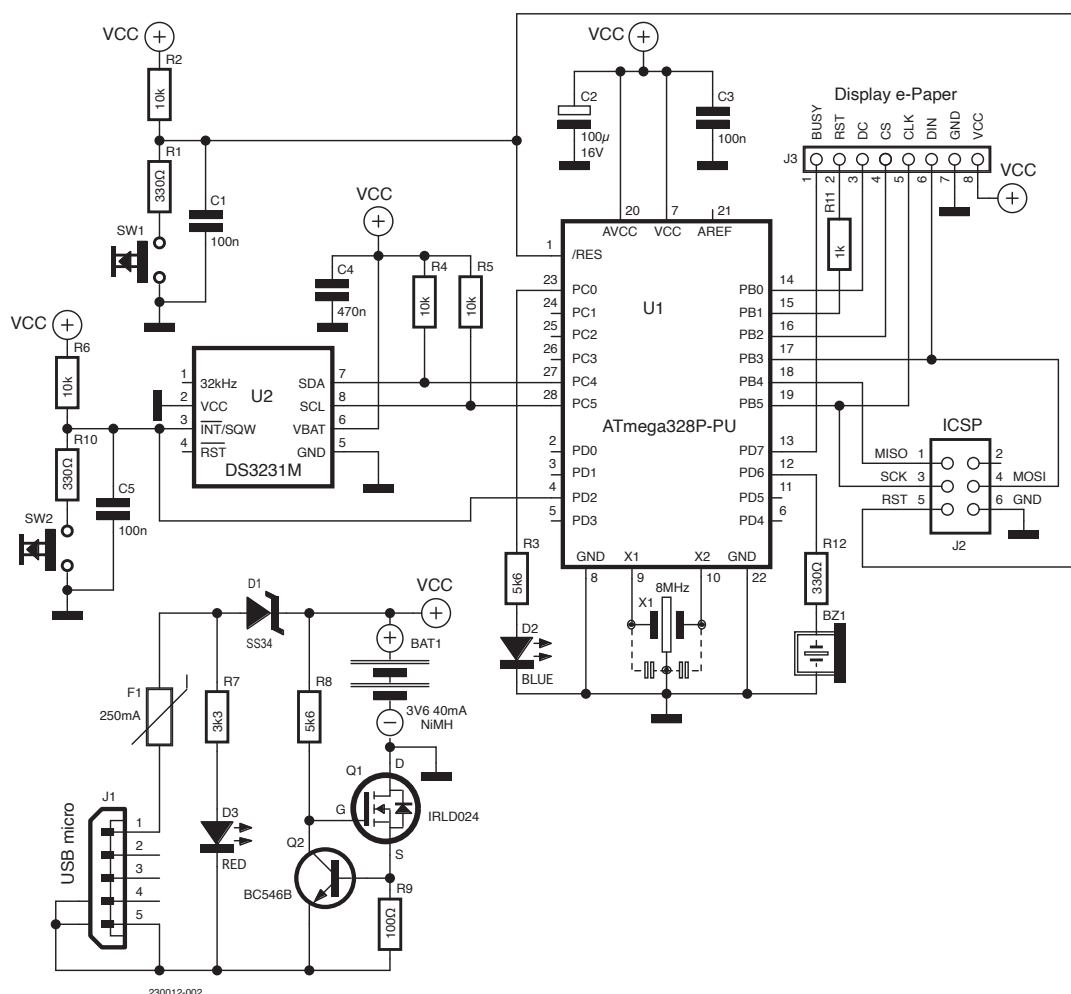 VCC
R2
10k
R1
330Ω
C1
100n
SW1
VCC
R6
10k
R10
330Ω
C5
100n
SW2
VCC
C4
470n
R4
10k
R5
10k
U2
DS3231M
1 32kHz
2 VCC
3 INT/SQW
4 RST
SDA 7
SCL 8
VBAT 6
GND 5
VCC
C2
100µ
16V
C3
100n
U1
ATmega328P-PU
20 AVCC
7 VCC
21 AREF
1 /RES
23 PC0
24 PC1
25 PC2
26 PC3
27 PC4
28 PC5
2 PD0
3 PD1
4 PD2
5 PD3
PB0 14
PB1 15
PB2 16
PB3 17
PB4 18
PB5 19
PD7 13
PD6 12
PD5 11
PD4 6
GND 8
X1 9
X2 10
GND 22
8MHz
X1
R3
5k6
D2
BLUE
R12
330Ω
BZ1
Display e-Paper
BUSY RST DC CS CLK DIN GND VCC
J3
1 2 3 4 5 6 7 8
VCC
R11
1k
ICSP
MISO 1 2
SCK 3 4 MOSI
RST 5 6 GND
J2
D1
SS34
VCC
BAT1
3V6 40mA
NiMH
F1
250mA
R7
3k3
R8
5k6
D3
RED
Q1
D
G
S
IRLD024
Q2
BC546B
R9
100Ω
J1
USB micro
1
2
3
4
5
230012-002